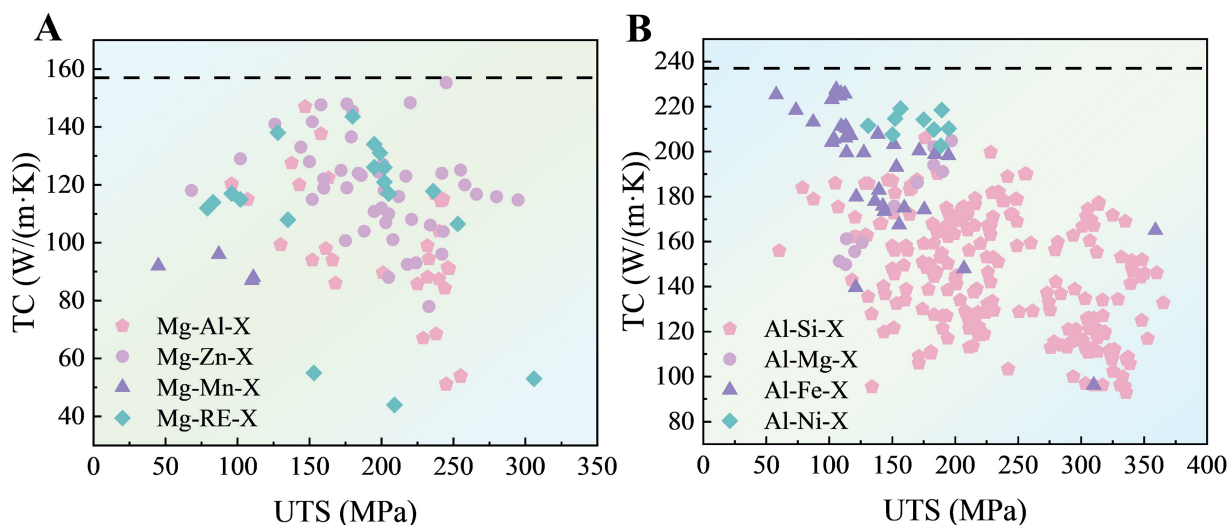 A
TC (W/(m·K))
160
140
120
100
80
60
40
Mg-Al-X
Mg-Zn-X
Mg-Mn-X
Mg-RE-X
0
50
100
150
200
250
300
350
UTS (MPa)
B
TC (W/(m·K))
240
220
200
180
160
140
120
100
80
Al-Si-X
Al-Mg-X
Al-Fe-X
Al-Ni-X
0
50
100
150
200
250
300
350
400
UTS (MPa)